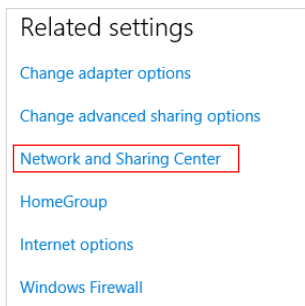 Related settings
Change adapter options
Change advanced sharing options
Network and Sharing Center
HomeGroup
Internet options
Windows Firewall